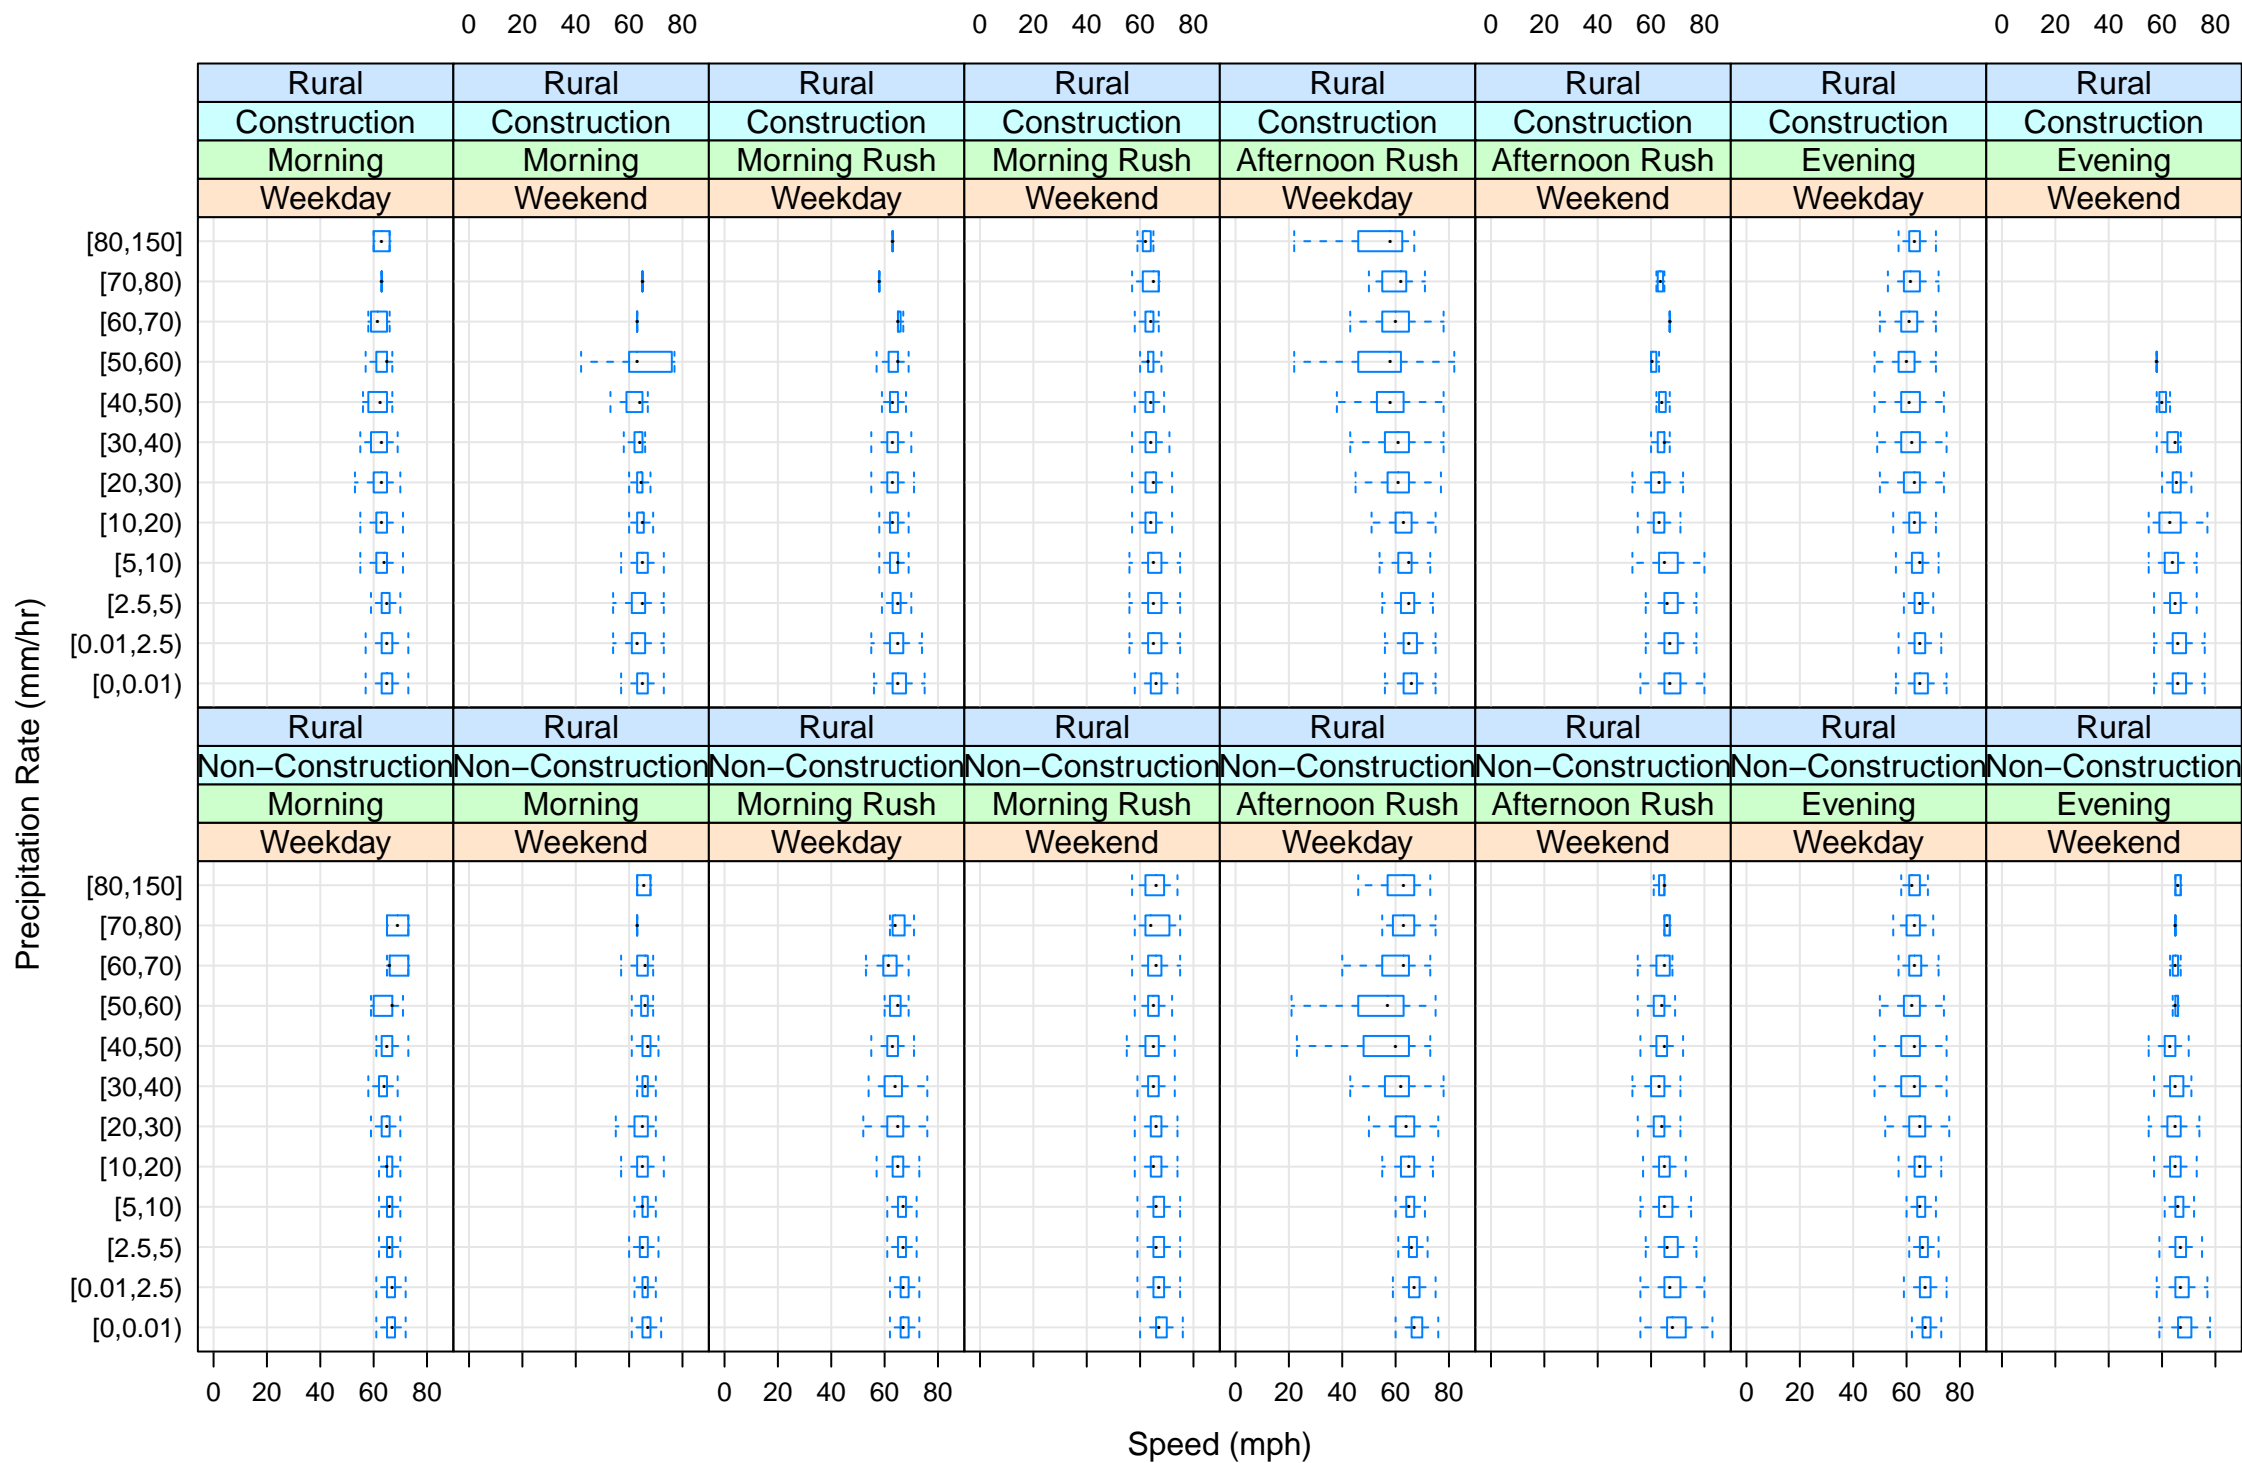 0 20 40 60 80 0 20 40 60 80 0 20 40 60 80 0 20 40 60 80
Rural Rural Rural Rural Rural Rural Rural Rural
Construction Construction Construction Construction Construction Construction Construction Construction
Morning Morning Morning Rush Morning Rush Afternoon Rush Afternoon Rush Evening Evening
Weekday Weekend Weekday Weekend Weekday Weekend Weekday Weekend
[80,150]
[70,80)
[60,70)
[50,60)
[40,50)
[30,40)
[20,30)
[10,20)
[5,10)
[2.5,5)
[0.01,2.5)
[0,0.01)
Precipitation Rate (mm/hr)
Rural Rural Rural Rural Rural Rural Rural Rural
Non−Construction Non−Construction Non−Construction Non−Construction Non−Construction Non−Construction Non−Construction Non−Construction
Morning Morning Morning Rush Morning Rush Afternoon Rush Afternoon Rush Evening Evening
Weekday Weekend Weekday Weekend Weekday Weekend Weekday Weekend
[80,150]
[70,80)
[60,70)
[50,60)
[40,50)
[30,40)
[20,30)
[10,20)
[5,10)
[2.5,5)
[0.01,2.5)
[0,0.01)
0 20 40 60 80 0 20 40 60 80 0 20 40 60 80 0 20 40 60 80
Speed (mph)